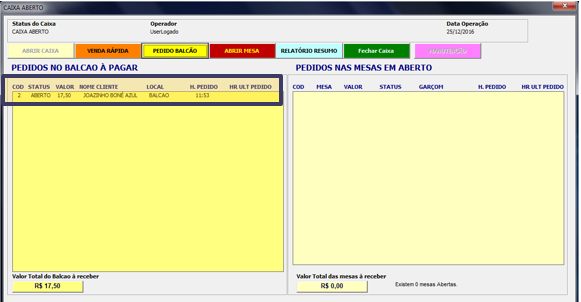 CAIXA ABERTO
Status do Caixa
CAIXA ABERTO
Operador
UserLogado
Data Operação
25/12/2016
ABRIR CAIXA
VENDA RÁPIDA
PEDIDO BALCÃO
ABRIR MESA
RELATÓRIO RESUMO
Fechar Caixa
MANUTENÇÃO
PEDIDOS NO BALCAO À PAGAR
COD STATUS VALOR NOME CLIENTE LOCAL H. PEDIDO HR ULT PEDIDO
2 ABERTO 17,50 JOAZINHO BONÉ AZUL BALCAO 11:53
Valor Total do Balcao à receber
R$ 17,50
PEDIDOS NAS MESAS EM ABERTO
COD MESA VALOR STATUS GARÇOM H. PEDIDO HR ULT PEDIDO
Valor Total das mesas à receber
R$ 0,00
Existem 0 mesas Abertas.